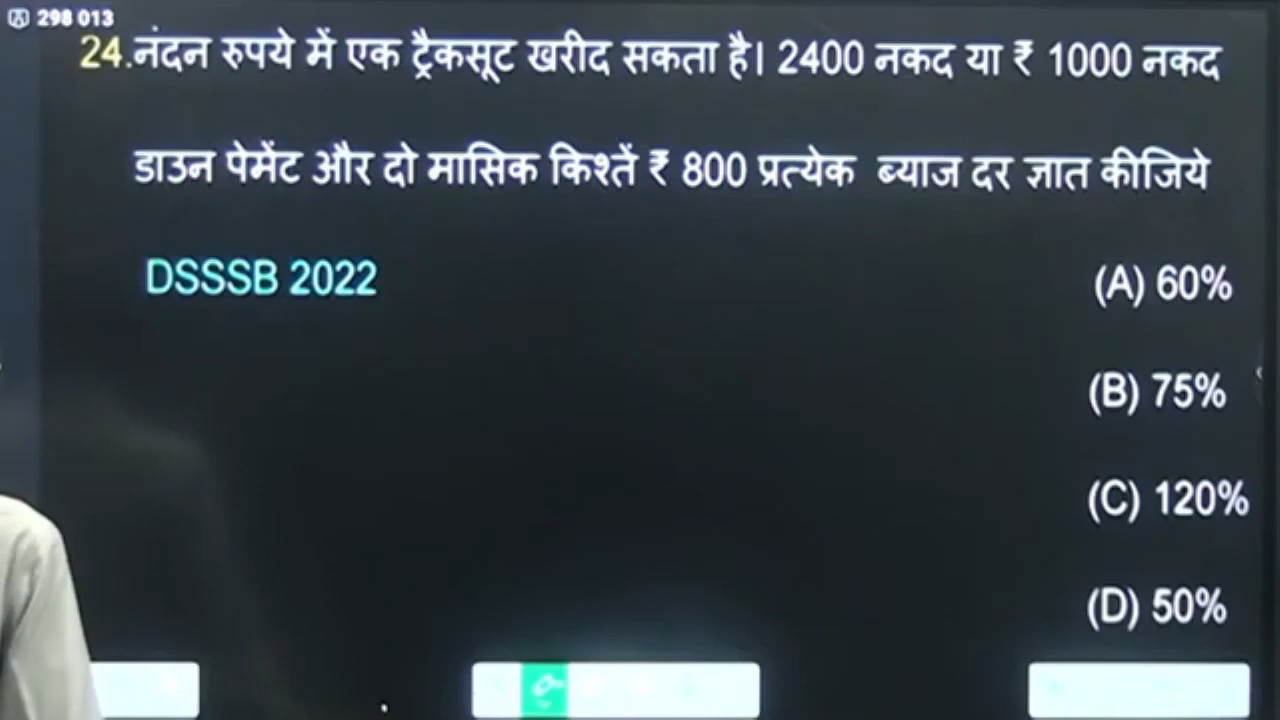 298 013
24.नंदन रुपये में एक ट्रैकसूट खरीद सकता है। 2400 नकद या ₹ 1000 नकद
डाउन पेमेंट और दो मासिक किश्तें ₹ 800 प्रत्येक ब्याज दर ज्ञात कीजिये
DSSSB 2022
(A) 60%
(B) 75%
(C) 120%
(D) 50%